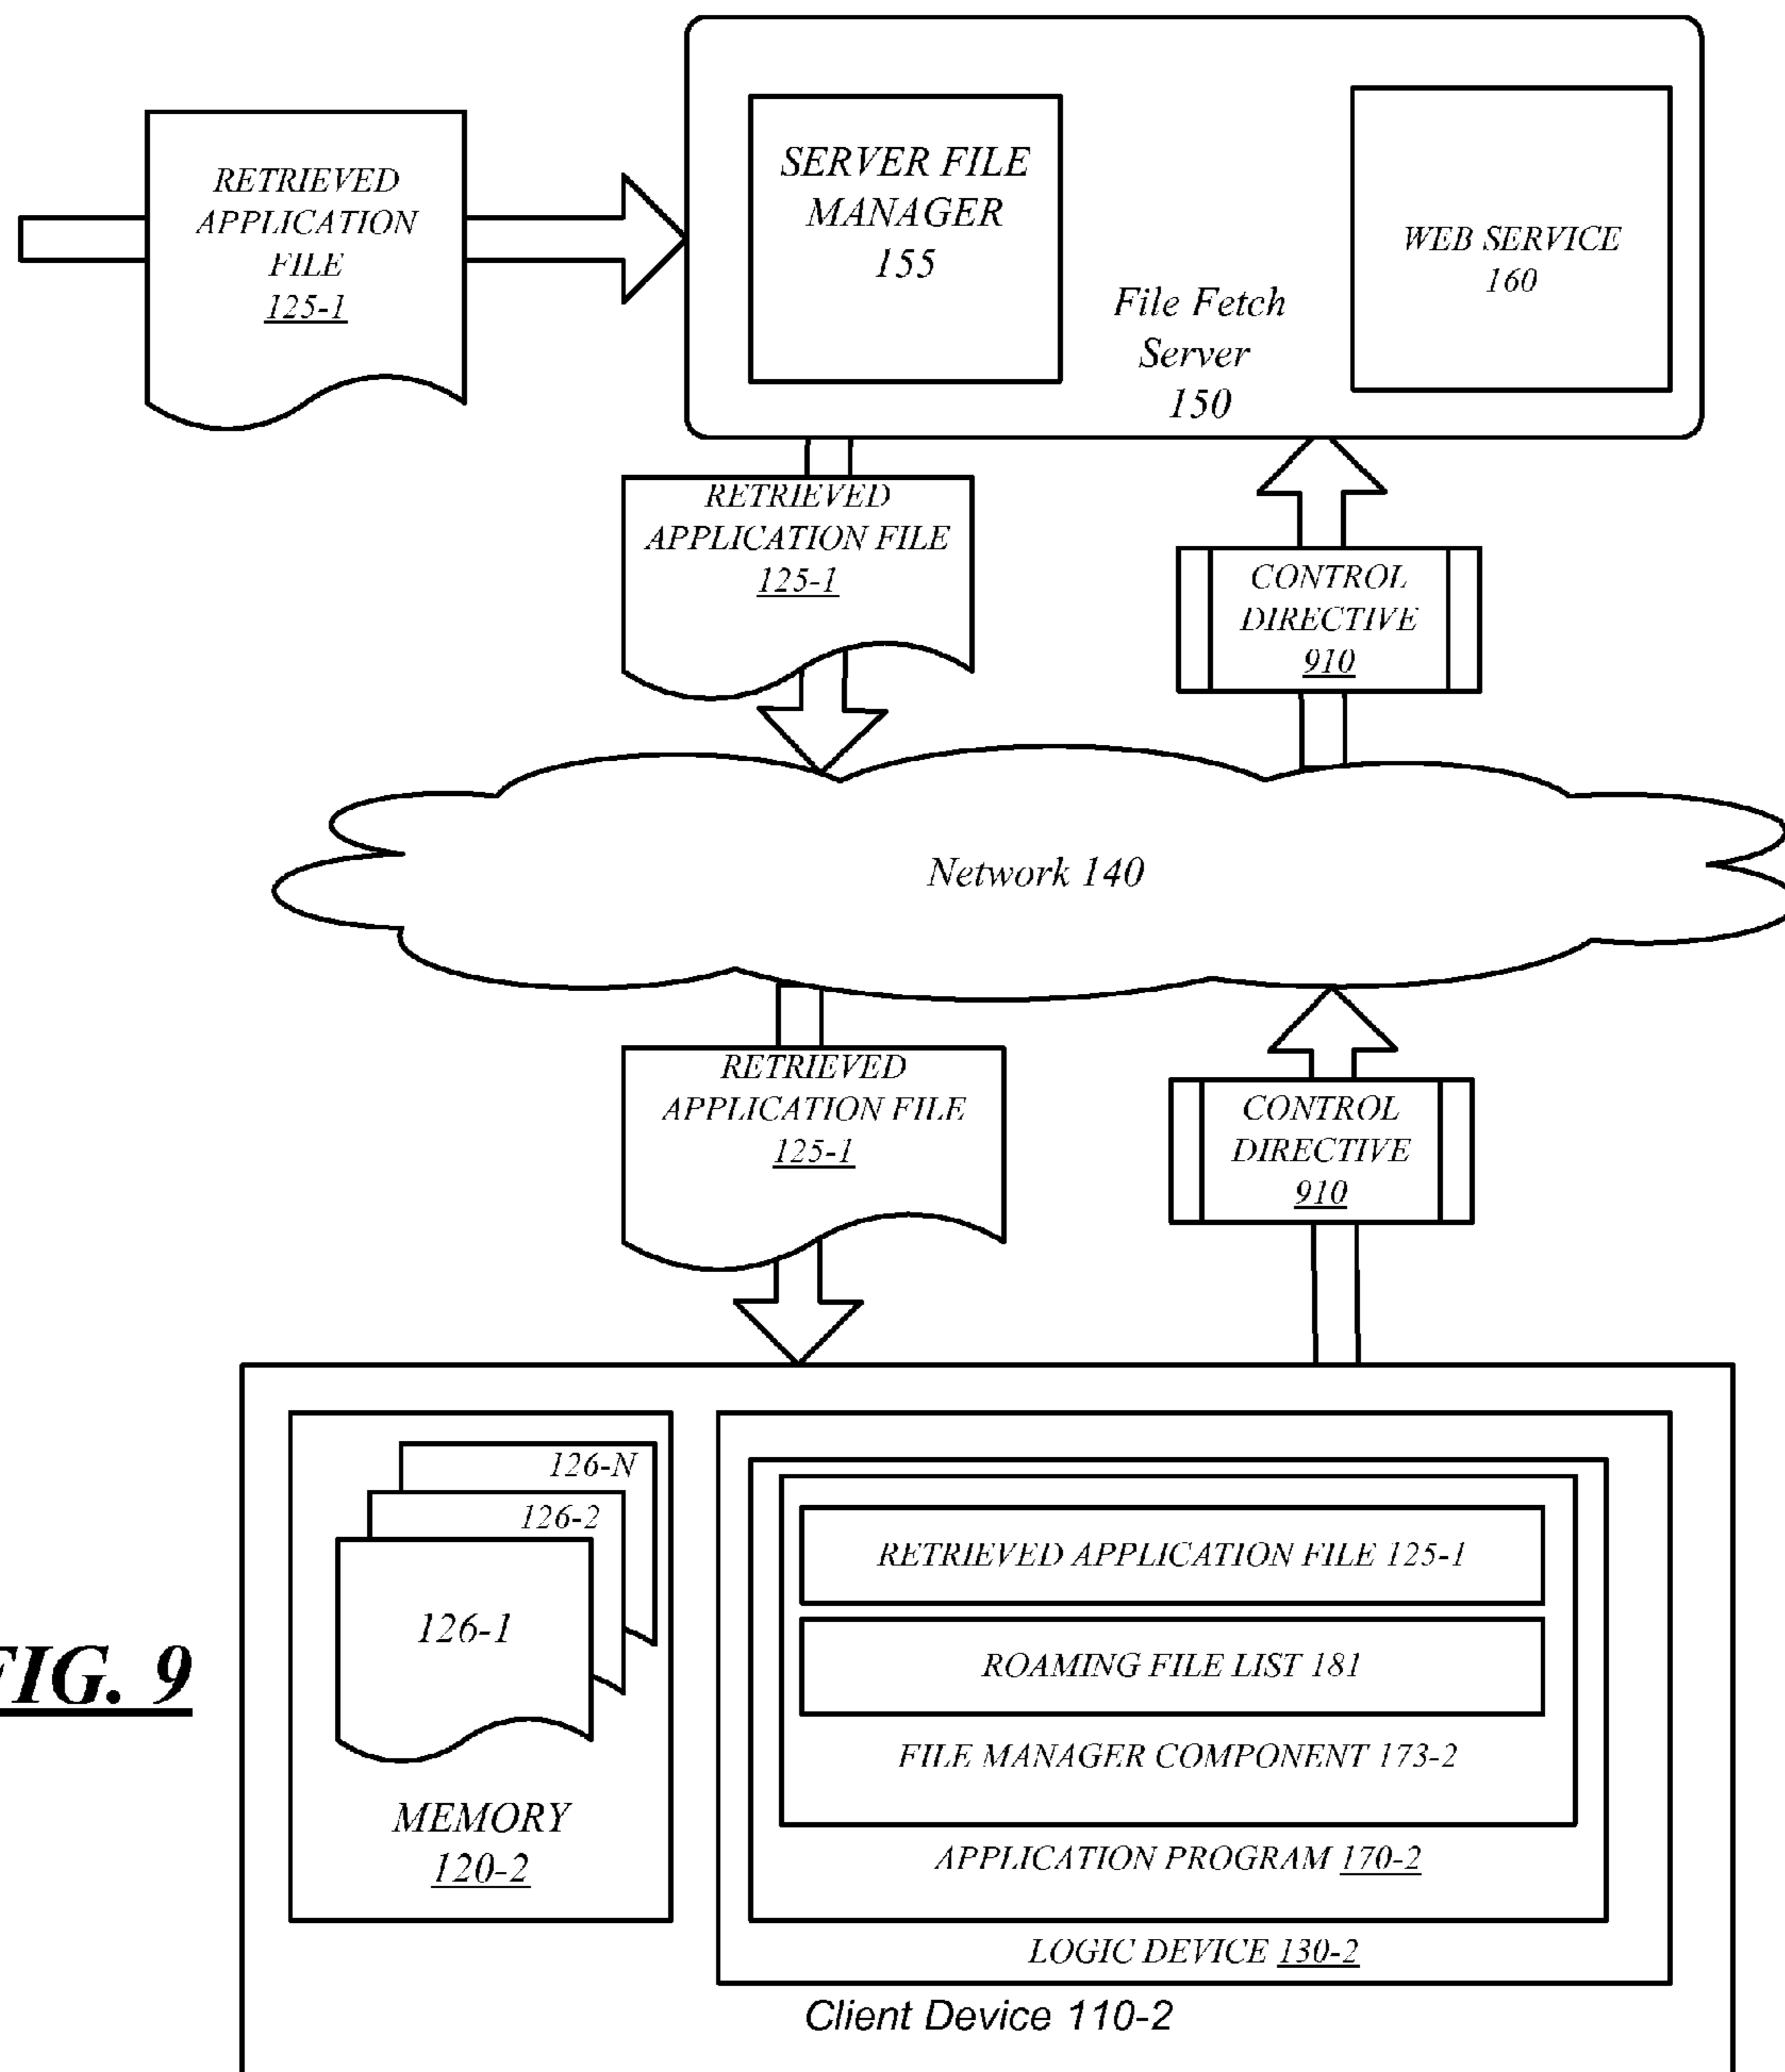 RETRIEVED
APPLICATION
FILE
125-1
SERVER FILE
MANAGER
155
File Fetch
Server
150
WEB SERVICE
160
RETRIEVED
APPLICATION FILE
125-1
CONTROL
DIRECTIVE
910
Network 140
RETRIEVED
APPLICATION FILE
125-1
CONTROL
DIRECTIVE
910
126-N
126-2
126-1
MEMORY
120-2
RETRIEVED APPLICATION FILE 125-1
ROAMING FILE LIST 181
FILE MANAGER COMPONENT 173-2
APPLICATION PROGRAM 170-2
LOGIC DEVICE 130-2
Client Device 110-2
FIG. 9